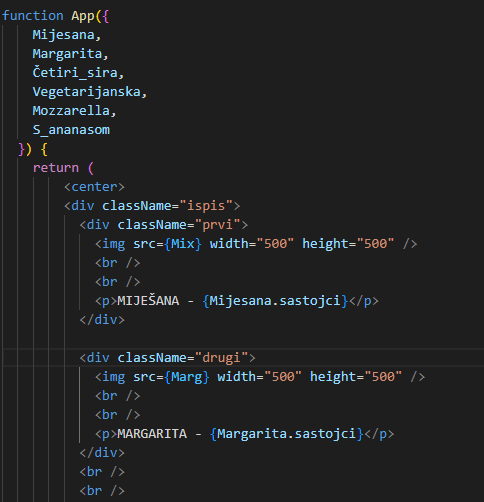 function App({
Mijesana,
Margarita,
Četiri_sira,
Vegetarijanska,
Mozzarella,
S_ananasom
}) {
return (
<center>
<div className="ispis">
<div className="prvi">
<img src={Mix} width="500" height="500" />
<br />
<br />
<p>MIJEŠANA - {Mijesana.sastojci}</p>
</div>
<div className="drugi">
<img src={Marg} width="500" height="500" />
<br />
<br />
<p>MARGARITA - {Margarita.sastojci}</p>
</div>
<br />
<br />